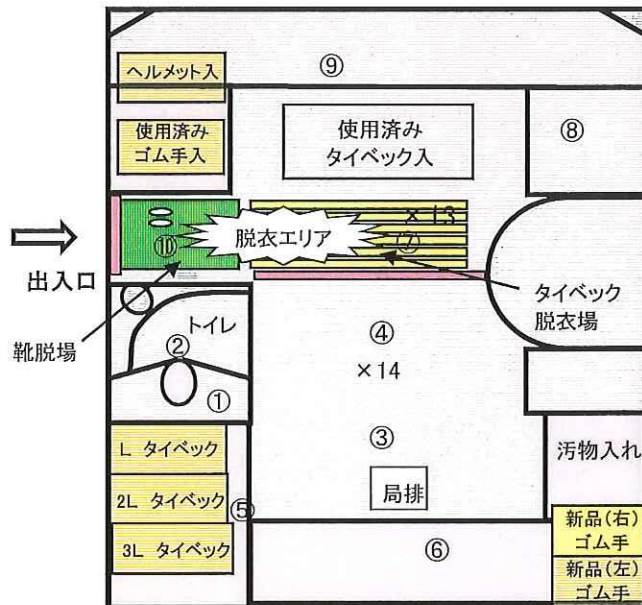 ⑨
ヘルメット入
使用済み
ゴム手入
使用済み
タイベック入
⑧
×13
脱衣エリア
⑩
⑦
出入口
靴脱場
トイレ
②
①
④
×14
③
局排
タイベック
脱衣場
L タイベック
2L タイベック
3L タイベック
⑤
⑥
汚物入れ
新品(右)
ゴム手
新品(左)
ゴム手